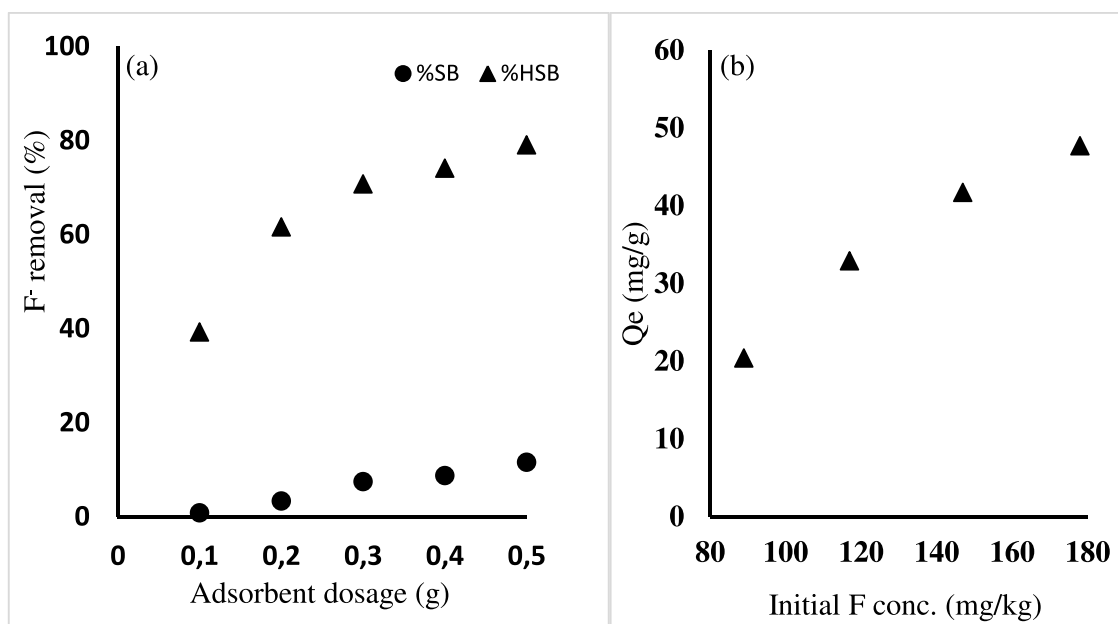 (a)
%SB %HSB
F- removal (%)
100
80
60
40
20
0
0 0,1 0,2 0,3 0,4 0,5
Adsorbent dosage (g)
(b)
Qe (mg/g)
60
50
40
30
20
10
0
80 100 120 140 160 180
Initial F conc. (mg/kg)